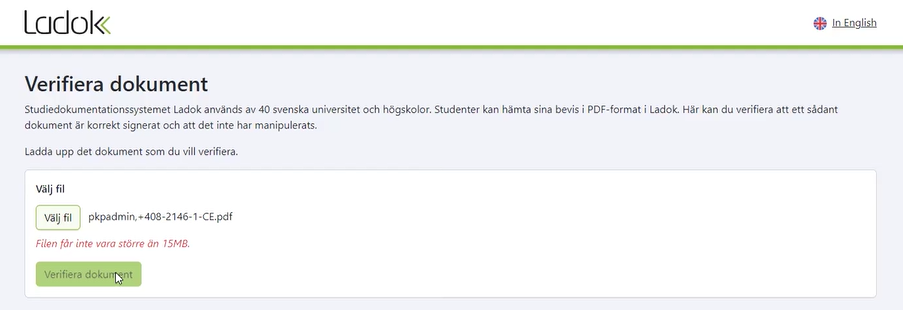 Ladok
In English
Verifiera dokument
Studiedokumentationssystemet Ladok används av 40 svenska universitet och högskolor. Studenter kan hämta sina bevis i PDF-format i Ladok. Här kan du verifiera att ett sådant
dokument är korrekt signerat och att det inte har manipulerats.
Ladda upp det dokument som du vill verifiera.
Välj fil
Välj fil pkpadmin,+408-2146-1-CE.pdf
Filen får inte vara större än 15MB.
Verifiera dokument